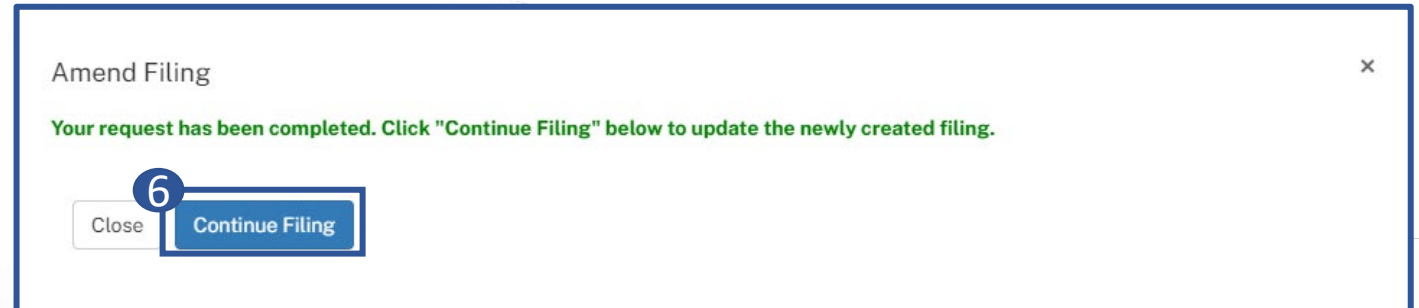 Amend Filing ×
Your request has been completed. Click "Continue Filing" below to update the newly created filing.
6
Close Continue Filing